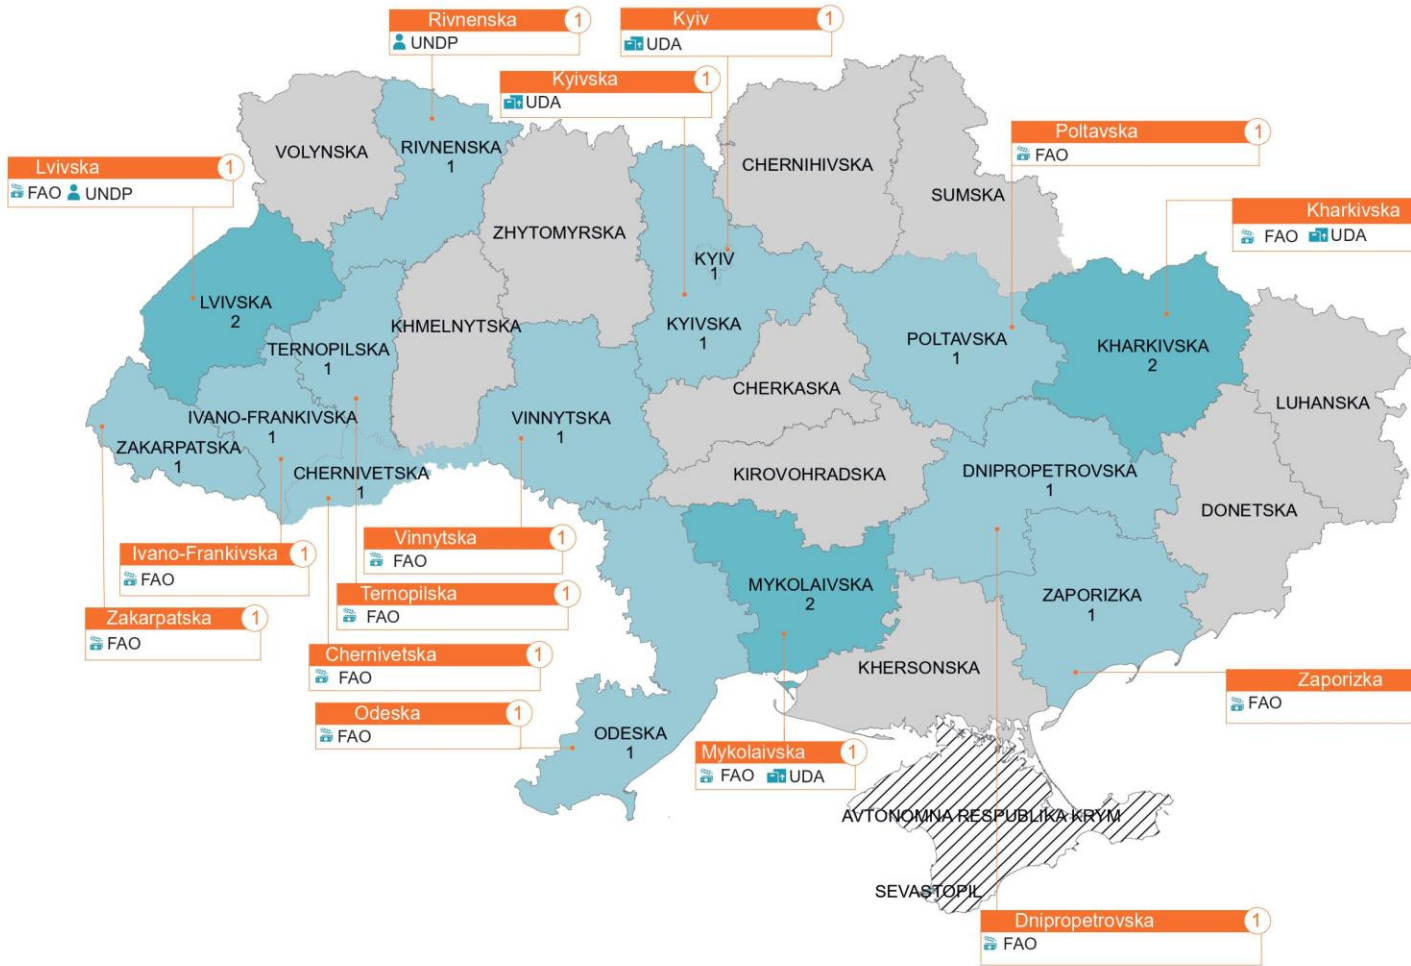 Rivnenska 1
UNDP
Kyiv 1
UDA
Kyivska 1
UDA
Poltavska 1
FAO
Lvivska 1
FAO UNDP
Kharkivska
FAO UDA
VOLYNSKA
RIVNENSKA
1
ZHYTOMYRSKA
CHERNIHIVSKA
SUMSKA
KYIV
1
LVIVSKA
2
KHMELNYTSKA
KYIVSKA
1
TERNOPILSKA
1
POLTAVSKA
1
KHARKIVSKA
2
CHERKASKA
LUHANSKA
IVANO-FRANKIVSKA
1
VINNYTSKA
1
ZAKARPATSKA
1
CHERNIVETSKA
1
KIROVOHRADSKA
DNIPROPETROVSKA
1
DONETSKA
Ivano-Frankivska 1
FAO
Vinnytska 1
FAO
Ternopilska 1
FAO
Zakarpatska 1
FAO
Chernivetska 1
FAO
Odeska 1
FAO
MYKOLAIVSKA
2
ZAPORIZKA
1
KHERSONSKA
Zaporizka
FAO
ODESKA
1
Mykolaivska 1
FAO UDA
AVTONOMNA RESPUBLIKA KRYM
SEVASTOPIL
Dnipropetrovska 1
FAO